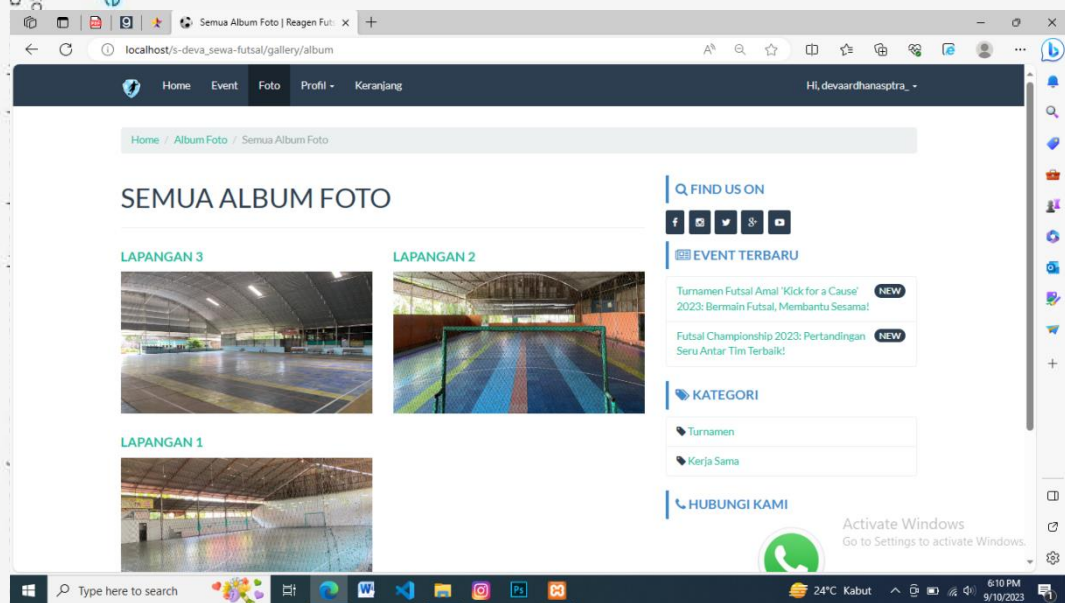 Semua Album Foto | Reagen Futs
localhost/s-deva_sewa-futsal/gallery/album
Home Event Foto Profil Keranjang Hi, devaardhanasptra_
Home / Album Foto / Semua Album Foto
SEMUA ALBUM FOTO
LAPANGAN 3
LAPANGAN 2
LAPANGAN 1
FIND US ON
EVENT TERBARU
Turnamen Futsal Amal 'Kick for a Cause' NEW
2023: Bermain Futsal, Membantu Sesama!
Futsal Championship 2023: Pertandingan NEW
Seru Antar Tim Terbaik!
KATEGORI
Turnamen
Kerja Sama
HUBUNGI KAMI
Activate Windows
Go to Settings to activate Windows.
Type here to search
24°C Kabut
6:10 PM
9/10/2023